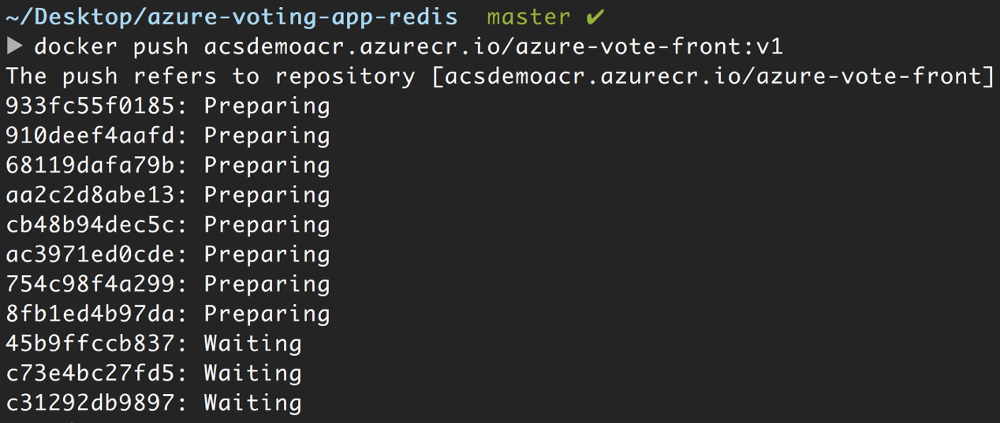 ~/Desktop/azure-voting-app-redis master ✔
▶ docker push acsdemoacr.azurecr.io/azure-vote-front:v1
The push refers to repository [acsdemoacr.azurecr.io/azure-vote-front]
933fc55f0185: Preparing
910deef4aafd: Preparing
68119dafa79b: Preparing
aa2c2d8abe13: Preparing
cb48b94dec5c: Preparing
ac3971ed0cde: Preparing
754c98f4a299: Preparing
8fb1ed4b97da: Preparing
45b9ffccb837: Waiting
c73e4bc27fd5: Waiting
c31292db9897: Waiting